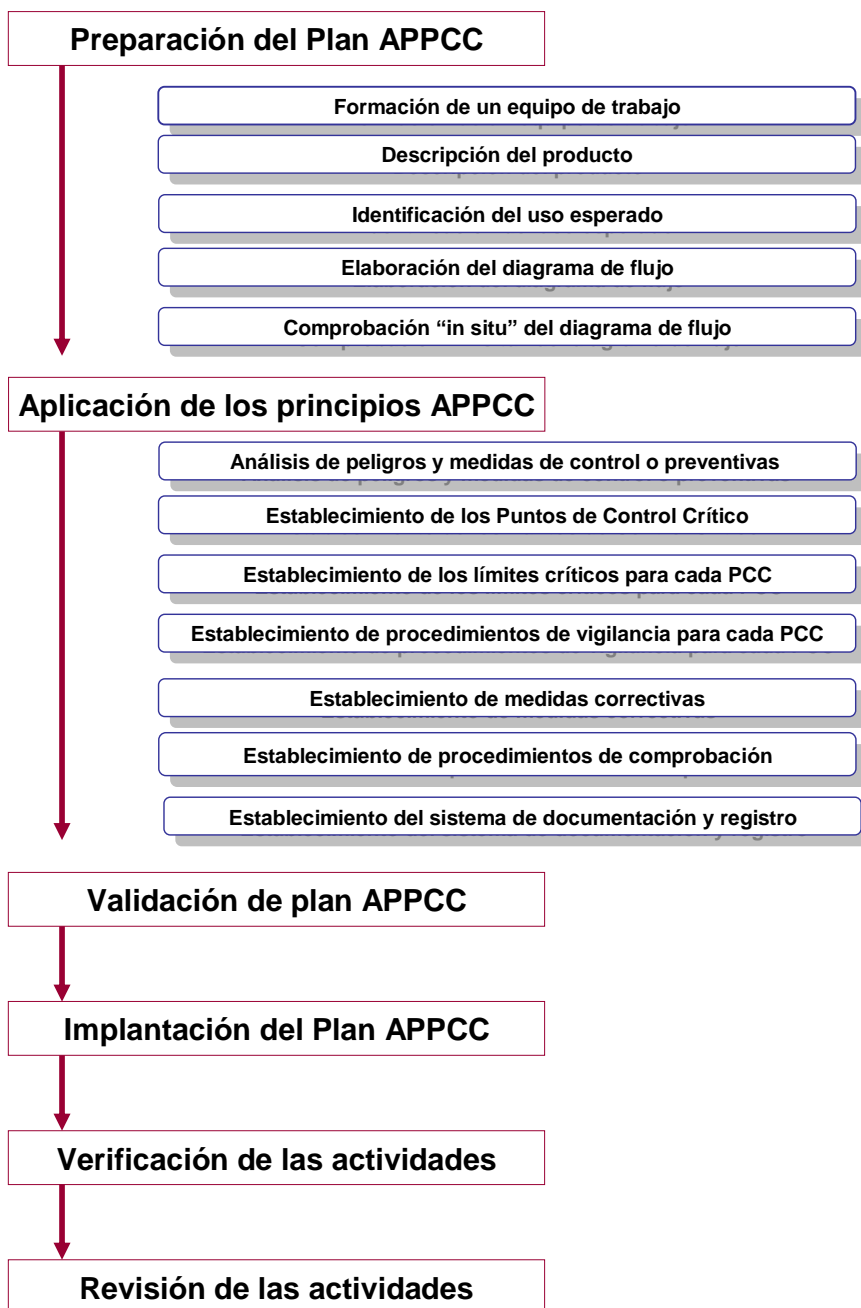 Preparación del Plan APPCC
Formación de un equipo de trabajo
Descripción del producto
Identificación del uso esperado
Elaboración del diagrama de flujo
Comprobación “in situ” del diagrama de flujo
Aplicación de los principios APPCC
Análisis de peligros y medidas de control o preventivas
Establecimiento de los Puntos de Control Crítico
Establecimiento de los límites críticos para cada PCC
Establecimiento de procedimientos de vigilancia para cada PCC
Establecimiento de medidas correctivas
Establecimiento de procedimientos de comprobación
Establecimiento del sistema de documentación y registro
Validación de plan APPCC
Implantación del Plan APPCC
Verificación de las actividades
Revisión de las actividades